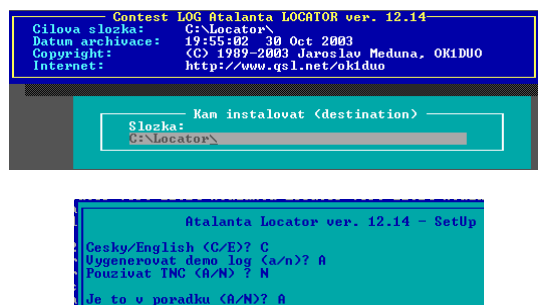 Contest LOG Atalanta LOCATOR ver. 12.14
Cilova slozka: C:\Locator\
Datum archivace: 19:55:02 30 Oct 2003
Copyright: (C) 1989-2003 Jaroslav Meduna, OK1DUO
Internet: http://www.qsl.net/ok1duo
Kam instalovat (destination)
Slozka:
C:\Locator\
Atalanta Locator ver. 12.14 - SetUp
Cesky/English (C/E)? C
Vygenerovat demo log (a/n)? A
Pouzivat TNC (A/N) ? N
Je to v poradku (A/N)? A